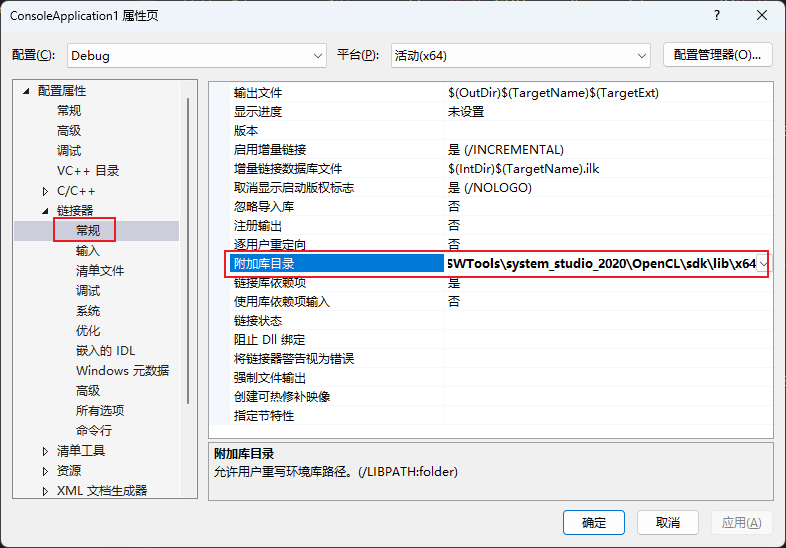 ConsoleApplication1 属性页
配置(C): Debug 平台(P): 活动(x64) 配置管理器(O)...
配置属性
常规
高级
调试
VC++ 目录
C/C++
链接器
常规
输入
清单文件
调试
系统
优化
嵌入的 IDL
Windows 元数据
高级
所有选项
命令行
清单工具
资源
XML 文档生成器
输出文件 $(OutDir)$(TargetName)$(TargetExt)
显示进度 未设置
版本
启用增量链接 是 (/INCREMENTAL)
增量链接数据库文件 $(IntDir)$(TargetName).ilk
取消显示启动版权标志 是 (/NOLOGO)
忽略导入库 否
注册输出 否
逐用户重定向 否
附加库目录 SWTools\system_studio_2020\OpenCL\sdk\lib\x64
链接库依赖项 是
使用库依赖项输入 否
链接状态
阻止 Dll 绑定
将链接器警告视为错误
强制文件输出
创建可热修补映像
指定节特性
附加库目录
允许用户重写环境库路径。(/LIBPATH:folder)
确定 取消 应用(A)